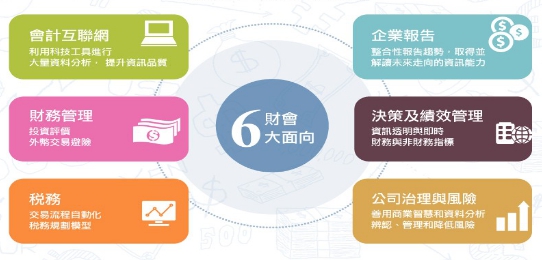 會計互聯網
利用科技工具進行
大量資料分析， 提升資訊品質
財務管理
投資評價
外幣交易避險
稅務
交易流程自動化
稅務規劃模型
6 財會
大面向
企業報告
整合性報告趨勢，取得並
解讀未來走向的資訊能力
決策及績效管理
資訊透明與即時
財務與非財務指標
公司治理與風險
善用商業智慧和資料分析
辨認、管理和降低風險